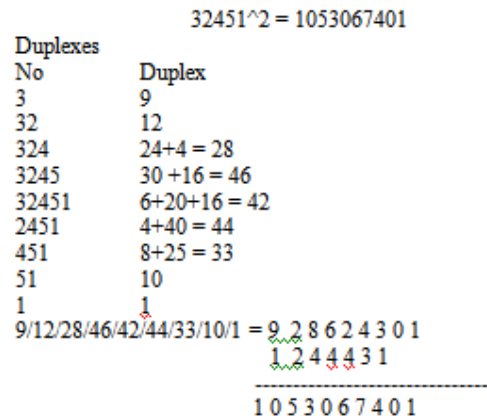 32451^2 = 1053067401
Duplexes
No Duplex
3 9
32 12
324 24+4 = 28
3245 30 +16 = 46
32451 6+20+16 = 42
2451 4+40 = 44
451 8+25 = 33
51 10
1 1
9/12/28/46/42/44/33/10/1 = 9 2 8 6 2 4 3 0 1
1 2 4 4 4 3 1
-------------------------------
1 0 5 3 0 6 7 4 0 1